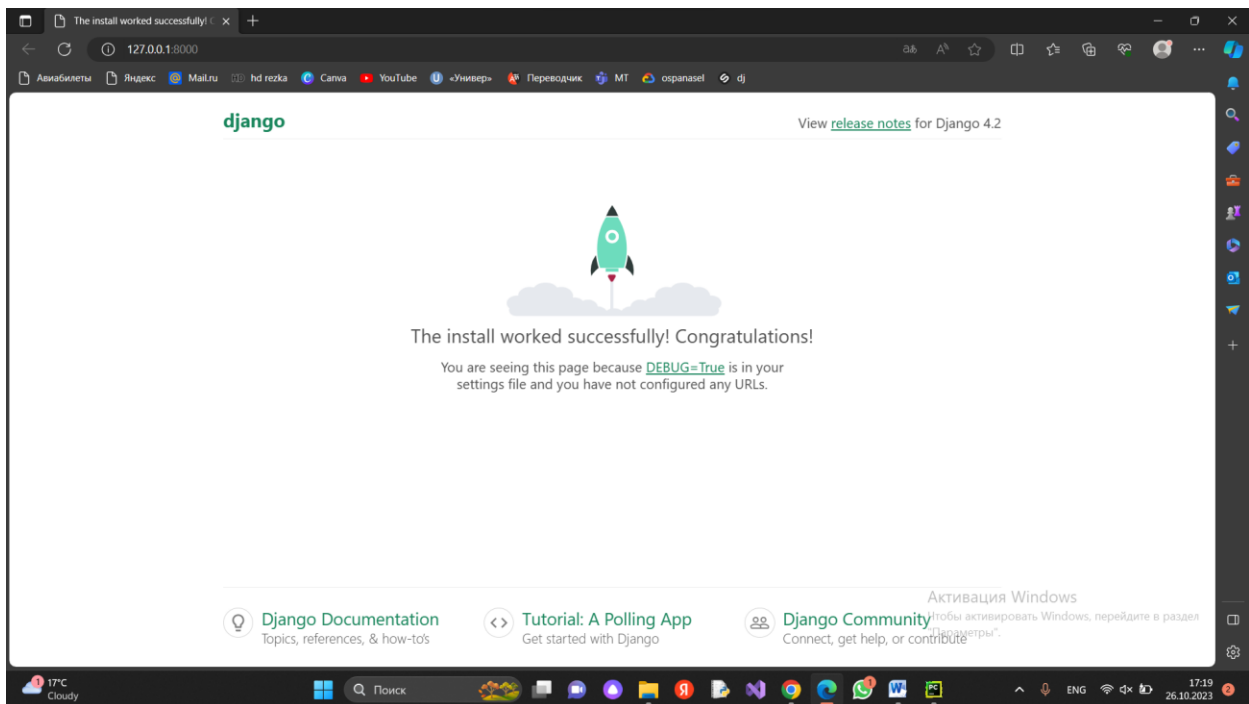 The install worked successfully! C
127.0.0.1:8000
Авиабилеты Яндекс Mail.ru hd rezka Canva YouTube «Универ» Переводчик МТ ospanasel dj
django
View release notes for Django 4.2
The install worked successfully! Congratulations!
You are seeing this page because DEBUG=True is in your
settings file and you have not configured any URLs.
Активация Windows
Чтобы активировать Windows, перейдите в раздел
"Параметры".
Django Documentation
Topics, references, & how-to's
Tutorial: A Polling App
Get started with Django
Django Community
Connect, get help, or contribute
1
17°C
Cloudy
Поиск
ENG
17:19
26.10.2023
2